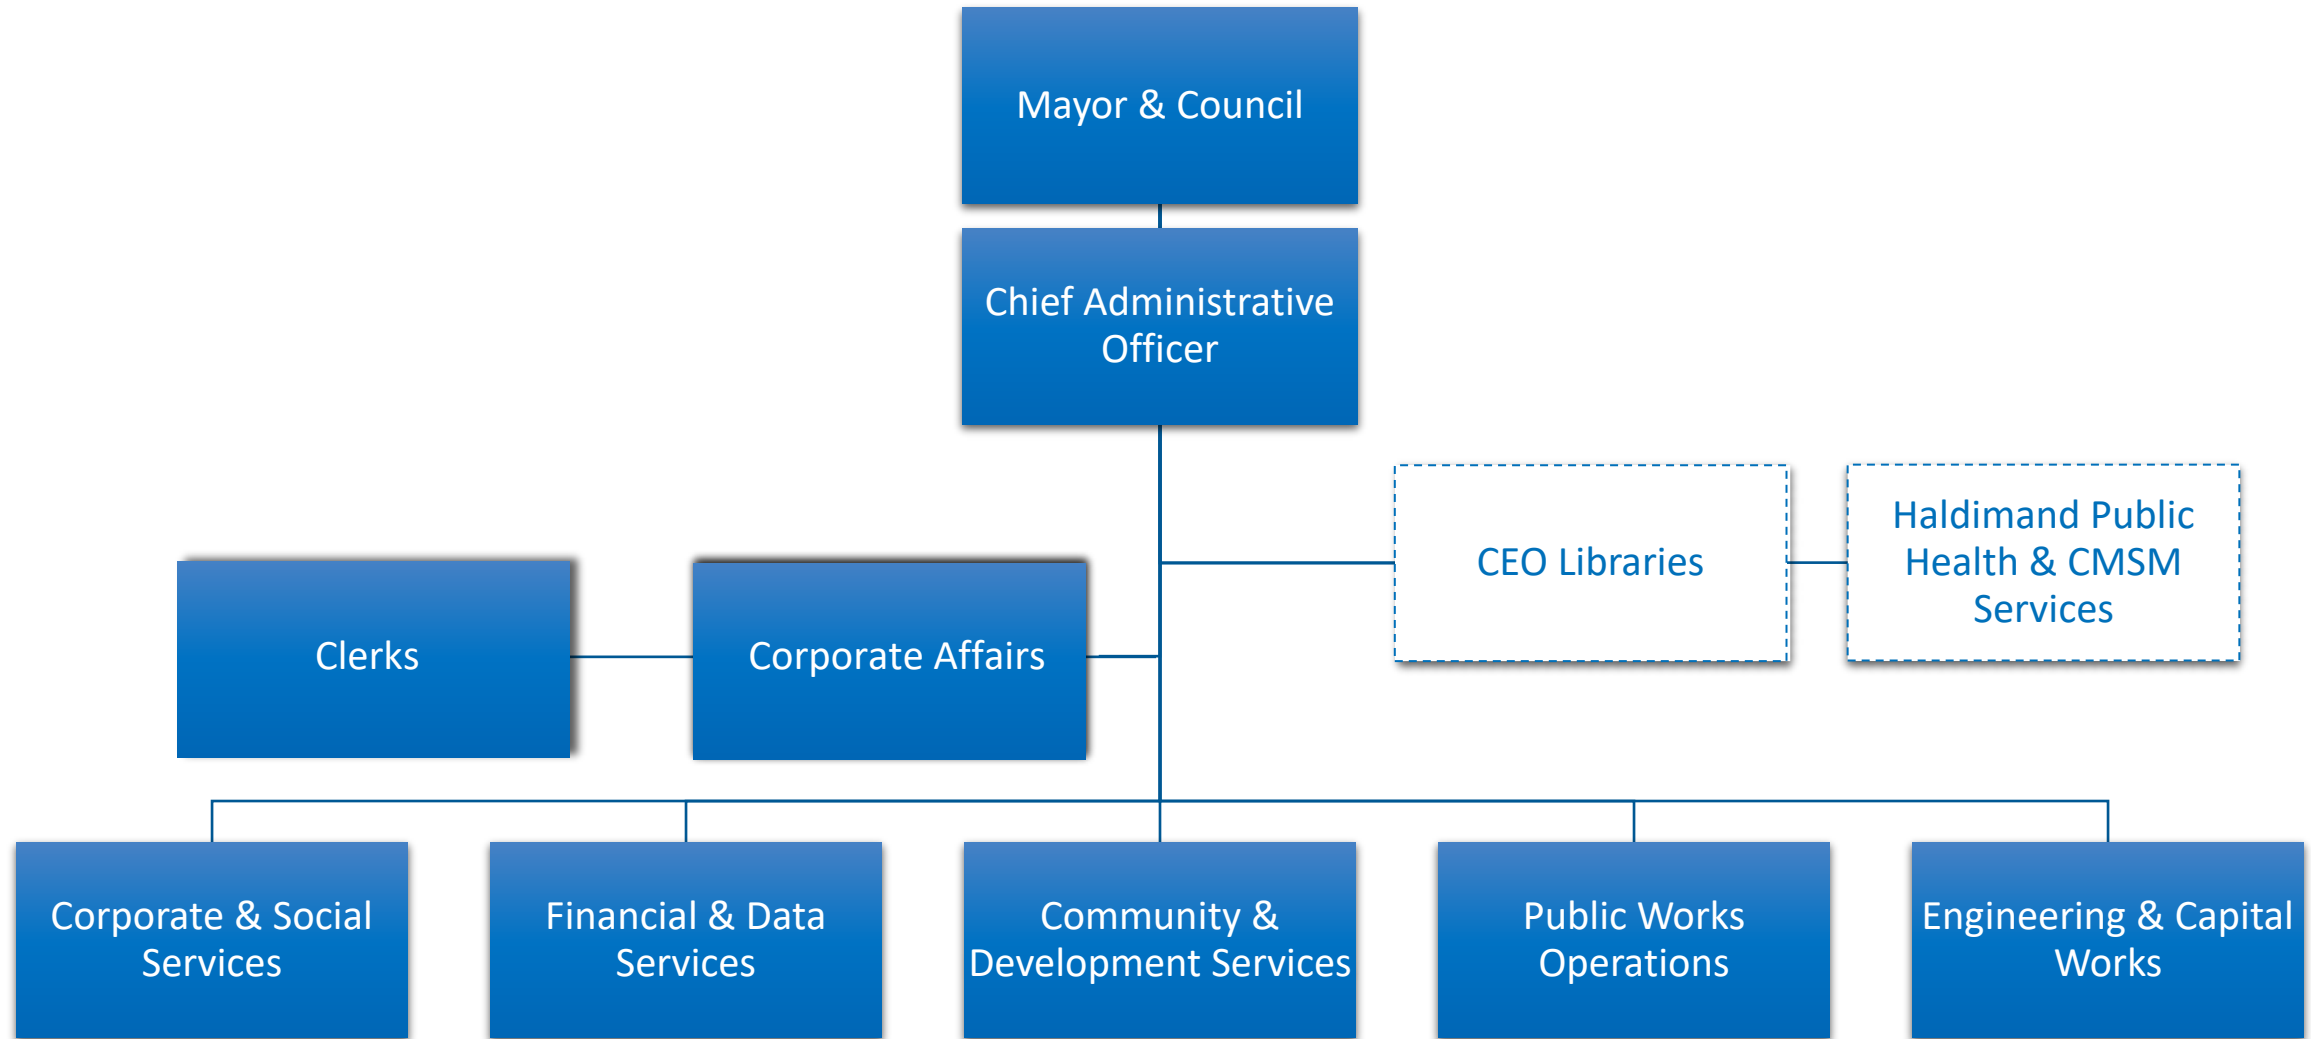 Mayor & Council
Chief Administrative
Officer
CEO Libraries
Haldimand Public
Health & CMSM
Services
Clerks
Corporate Affairs
Corporate & Social
Services
Financial & Data
Services
Community &
Development Services
Public Works
Operations
Engineering & Capital
Works